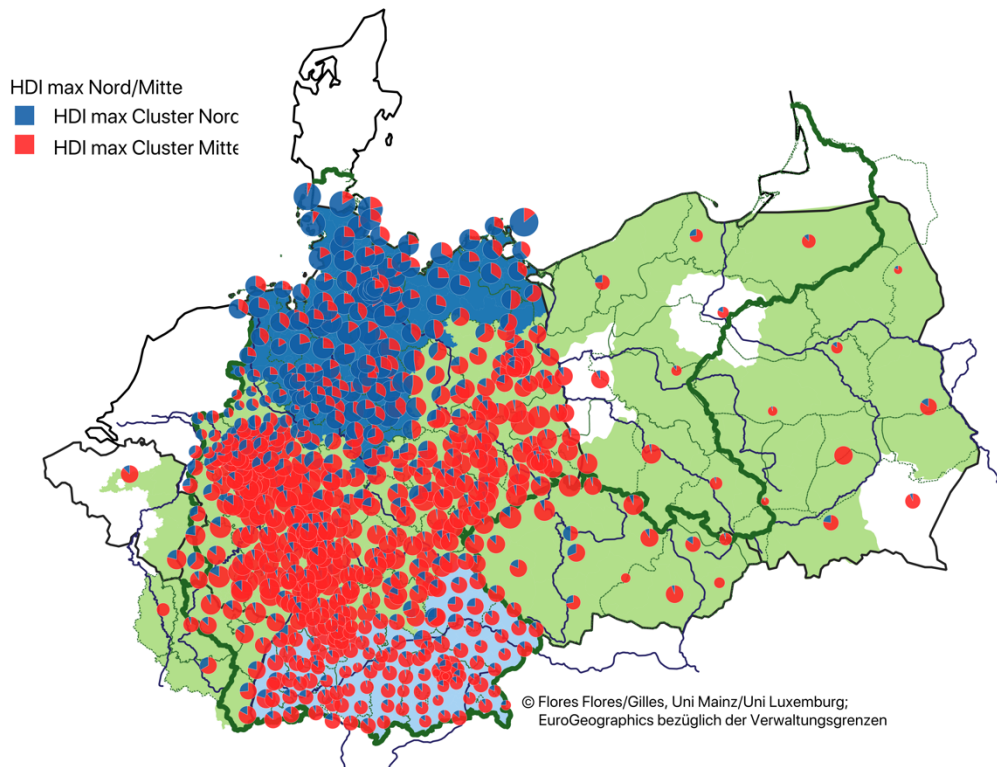 HDI max Nord/Mitte
HDI max Cluster Nord
HDI max Cluster Mitte
© Flores Flores/Gilles, Uni Mainz/Uni Luxemburg;
EuroGeographics bezüglich der Verwaltungsgrenzen